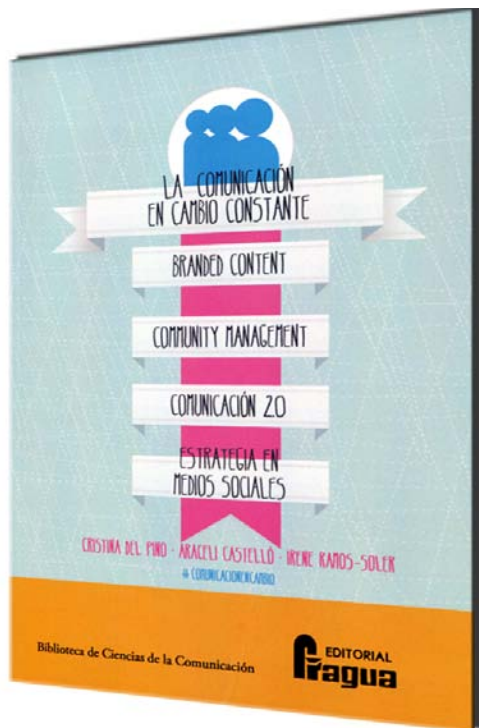 LA COMUNICACIÓN
EN CAMBIO CONSTANTE
BRANDED CONTENT
COMMUNITY MANAGEMENT
COMUNICACIÓN 2.0
ESTRATEGIA EN
MEDIOS SOCIALES
CRISTINA DEL PINO · ARACELI CASTELLÓ · IRENE RAMOS-SOLER
# COMUNICACIONENCAMBIO
Biblioteca de Ciencias de la Comunicación
EDITORIAL
Fragua